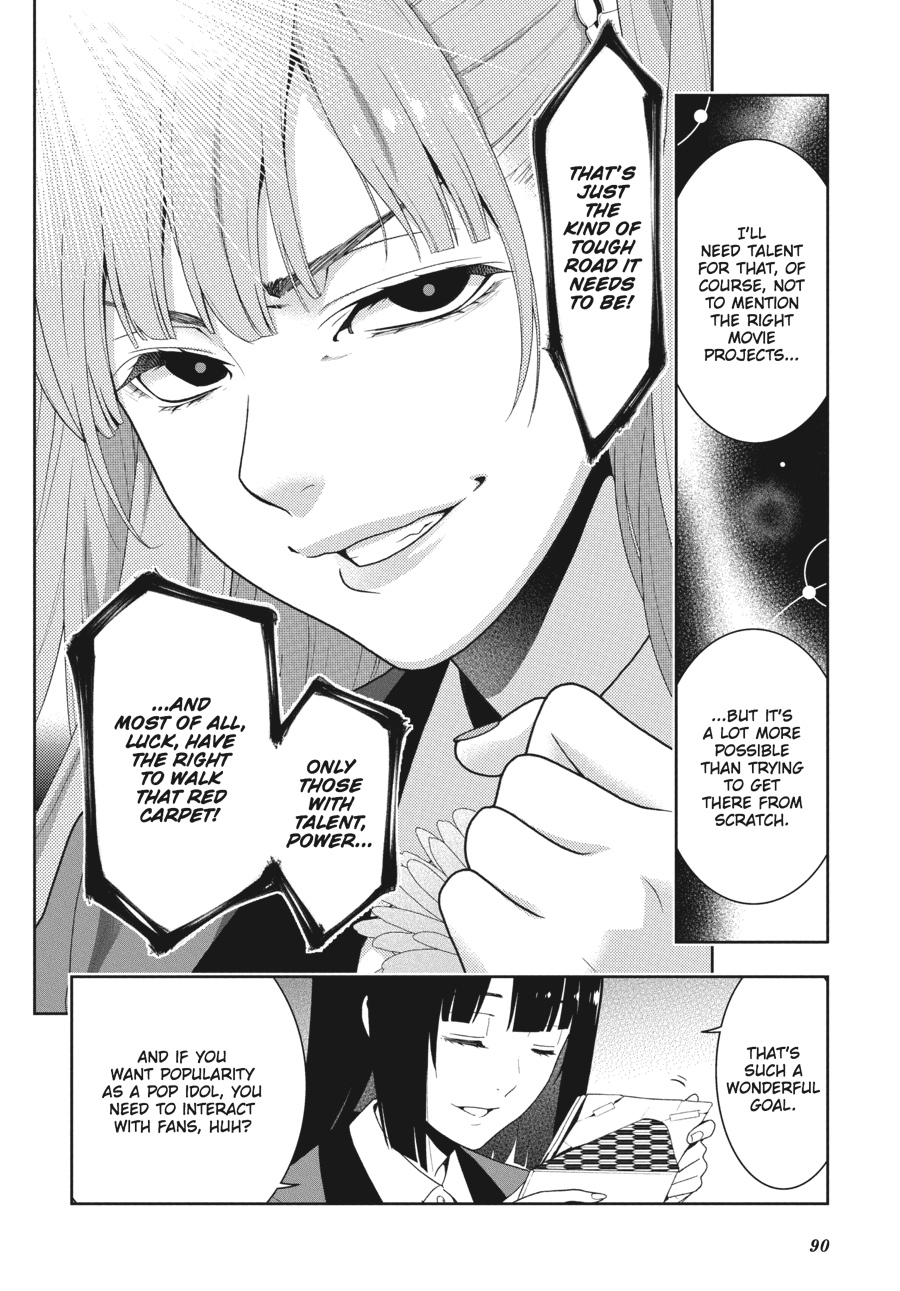 I'LL
NEED TALENT
FOR THAT, OF
COURSE, NOT
TO MENTION
THE RIGHT
MOVIE
PROJECTS...
...BUT IT'S
A LOT MORE
POSSIBLE
THAN TRYING
TO GET
THERE FROM
SCRATCH.
THAT'S
JUST
THE
KIND OF
TOUGH
ROAD IT
NEEDS
TO BE!
ONLY
THOSE
WITH
TALENT,
POWER...
...AND
MOST OF ALL,
LUCK, HAVE
THE RIGHT
TO WALK
THAT RED
CARPET!
THAT'S
SUCH A
WONDERFUL
GOAL.
AND IF YOU
WANT POPULARITY
AS A POP IDOL, YOU
NEED TO INTERACT
WITH FANS, HUH?
90